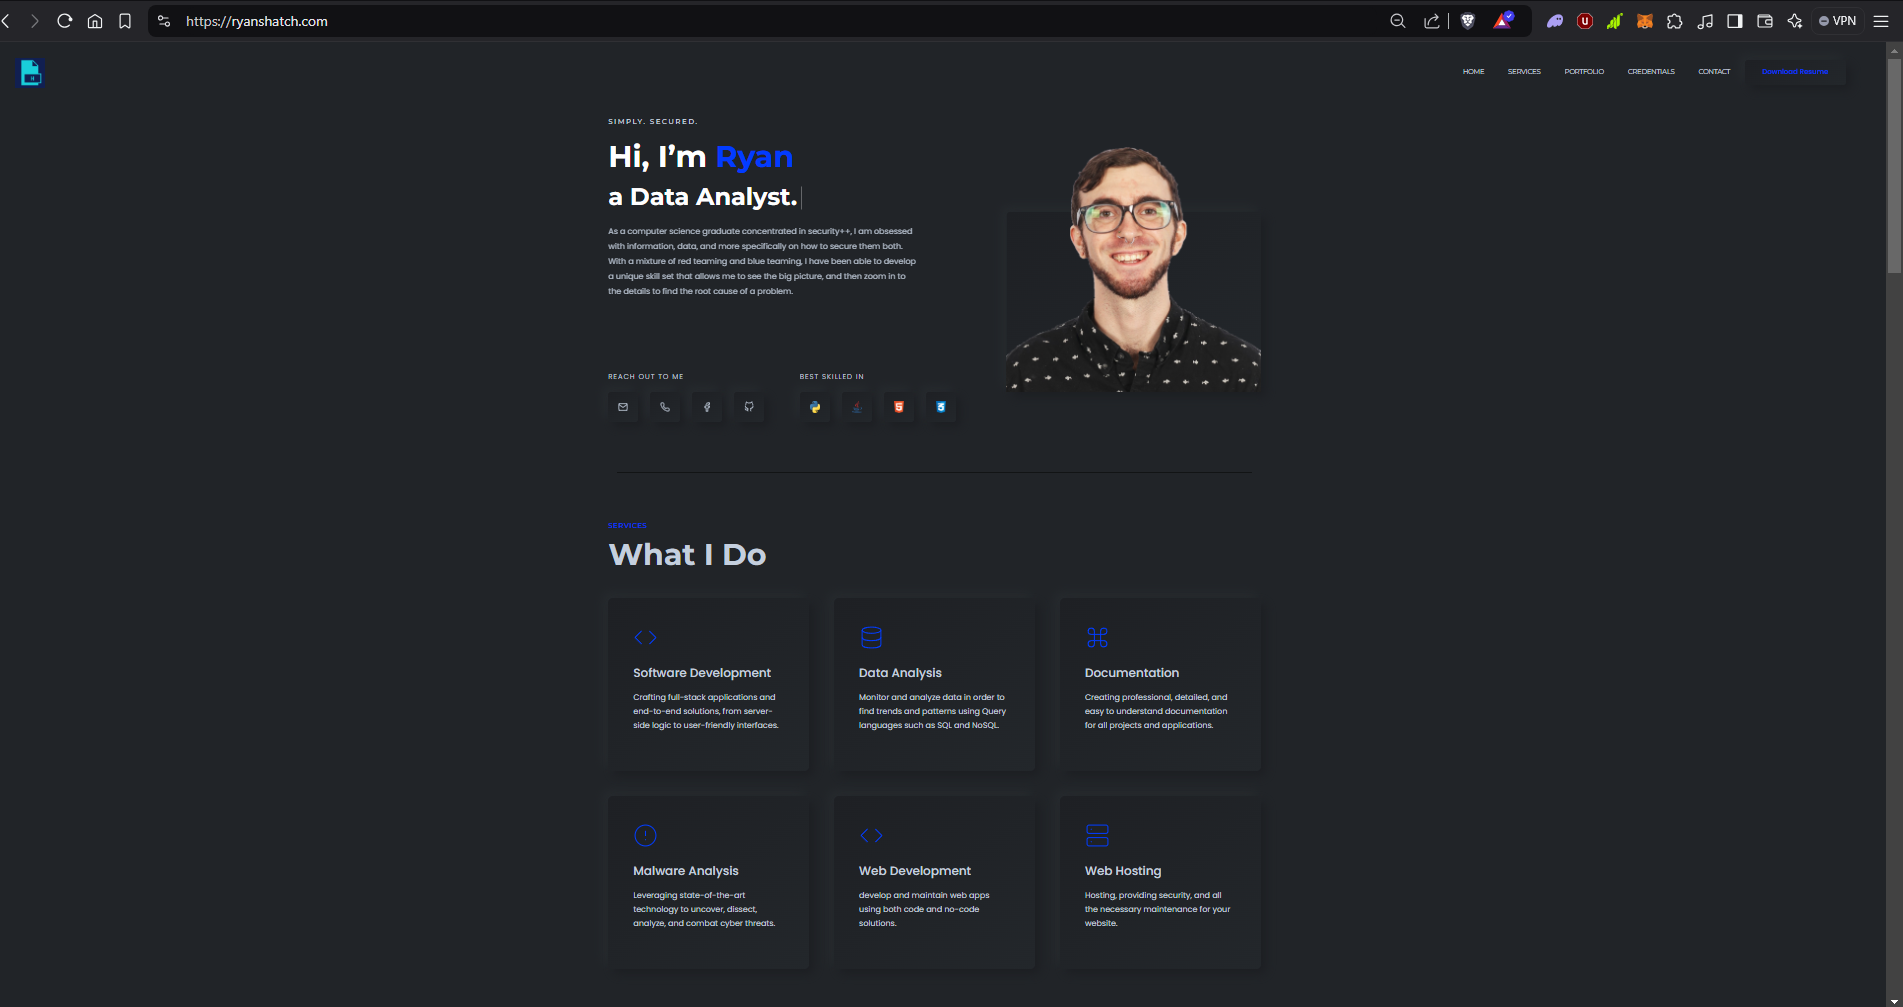 https://ryanshatch.com
VPN
HOME SERVICES PORTFOLIO CREDENTIALS CONTACT Download Resume
SIMPLY. SECURED.
Hi, I’m Ryan
a Data Analyst.
As a computer science graduate concentrated in security++, I am obsessed
with information, data, and more specifically on how to secure them both.
With a mixture of red teaming and blue teaming, I have been able to develop
a unique skill set that allows me to see the big picture, and then zoom in to
the details to find the root cause of a problem.
REACH OUT TO ME
BEST SKILLED IN
SERVICES
What I Do
Software Development
Crafting full-stack applications and
end-to-end solutions, from server-
side logic to user-friendly interfaces.
Data Analysis
Monitor and analyze data in order to
find trends and patterns using Query
languages such as SQL and NoSQL.
Documentation
Creating professional, detailed, and
easy to understand documentation
for all projects and applications.
Malware Analysis
Leveraging state-of-the-art
technology to uncover, dissect,
analyze, and combat cyber threats.
Web Development
develop and maintain web apps
using both code and no-code
solutions.
Web Hosting
Hosting, providing security, and all
the necessary maintenance for your
website.